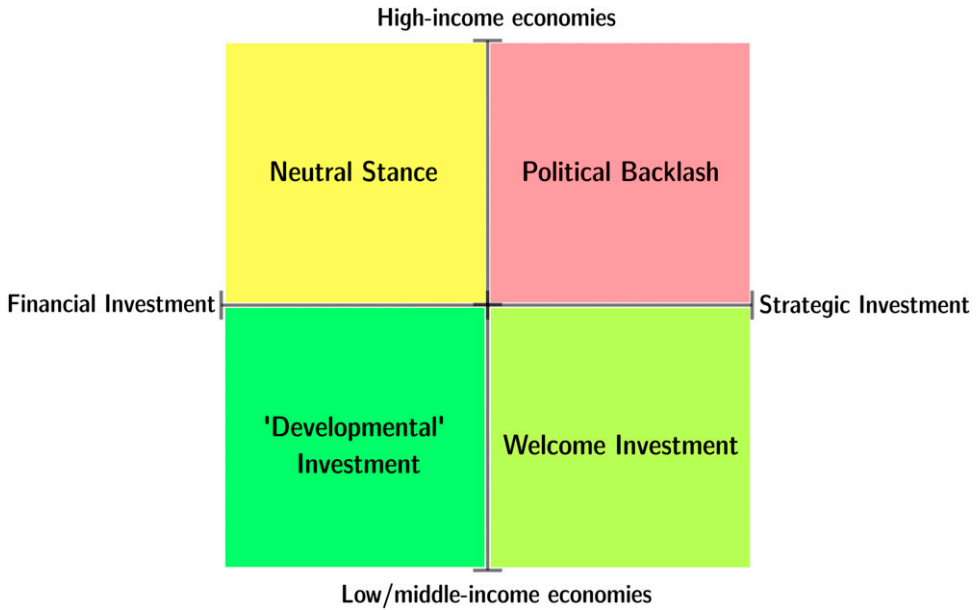 High-income economies
Neutral Stance
Political Backlash
Financial Investment
Strategic Investment
'Developmental'
Investment
Welcome Investment
Low/middle-income economies